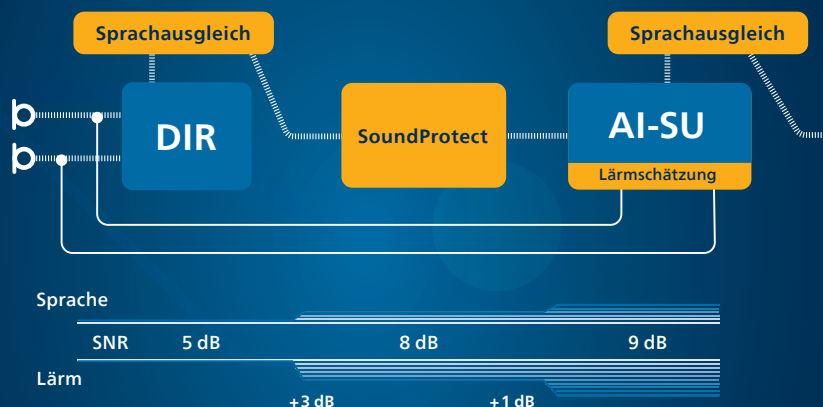 Sprachausgleich
Sprachausgleich
DIR
SoundProtect
AI-SU
Lärmschätzung
Sprache
SNR 5 dB 8 dB 9 dB
Lärm
+3 dB +1 dB